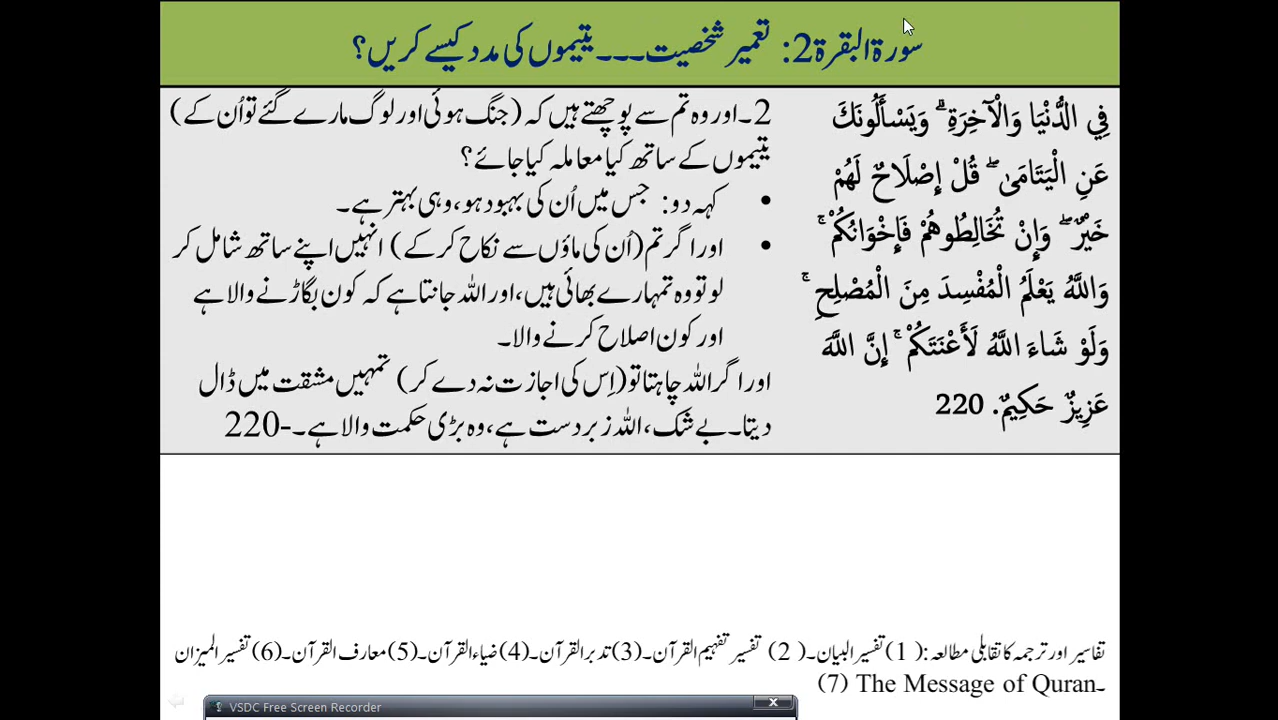 سورۃ البقرۃ 2: تعمیر شخصیت۔۔۔یتیموں کی مدد کیسے کریں؟
فِي الدُّنْيَا وَالْآخِرَةِ ۗ وَيَسْأَلُونَكَ
عَنِ الْيَتَامَىٰ ۖ قُلْ إِصْلَاحٌ لَهُمْ
خَيْرٌ ۖ وَإِنْ تُخَالِطُوهُمْ فَإِخْوَانُكُمْ ۚ
وَاللَّهُ يَعْلَمُ الْمُفْسِدَ مِنَ الْمُصْلِحِ ۚ
وَلَوْ شَاءَ اللَّهُ لَأَعْنَتَكُمْ ۚ إِنَّ اللَّهَ
عَزِيزٌ حَكِيمٌ. 220
2۔اور وہ تم سے پوچھتے ہیں کہ (جنگ ہوئی اور لوگ مارے گئے تو اُن کے)
یتیموں کے ساتھ کیا معاملہ کیا جائے؟
• کہہ دو: جس میں اُن کی بہبود ہو، وہی بہتر ہے۔
• اور اگر تم (اُن کی ماؤں سے نکاح کر کے) انہیں اپنے ساتھ شامل کر
لو تو وہ تمہارے بھائی ہیں، اور اللہ جانتا ہے کہ کون بگاڑنے والا ہے
اور کون اصلاح کرنے والا۔
اور اگر اللہ چاہتا تو (اِس کی اجازت نہ دے کر) تمہیں مشقت میں ڈال
دیتا۔ بے شک، اللہ زبردست ہے، وہ بڑی حکمت والا ہے۔-220
تفاسیر اور ترجمہ کا تقابلی مطالعہ: (1) تفسیر البیان۔ (2) تفسیر تفہیم القرآن۔ (3) تدبر القرآن۔ (4) ضیاء القرآن۔ (5) معارف القرآن۔ (6) تفسیر المیزان
۔(7) The Message of Quran
VSDC Free Screen Recorder